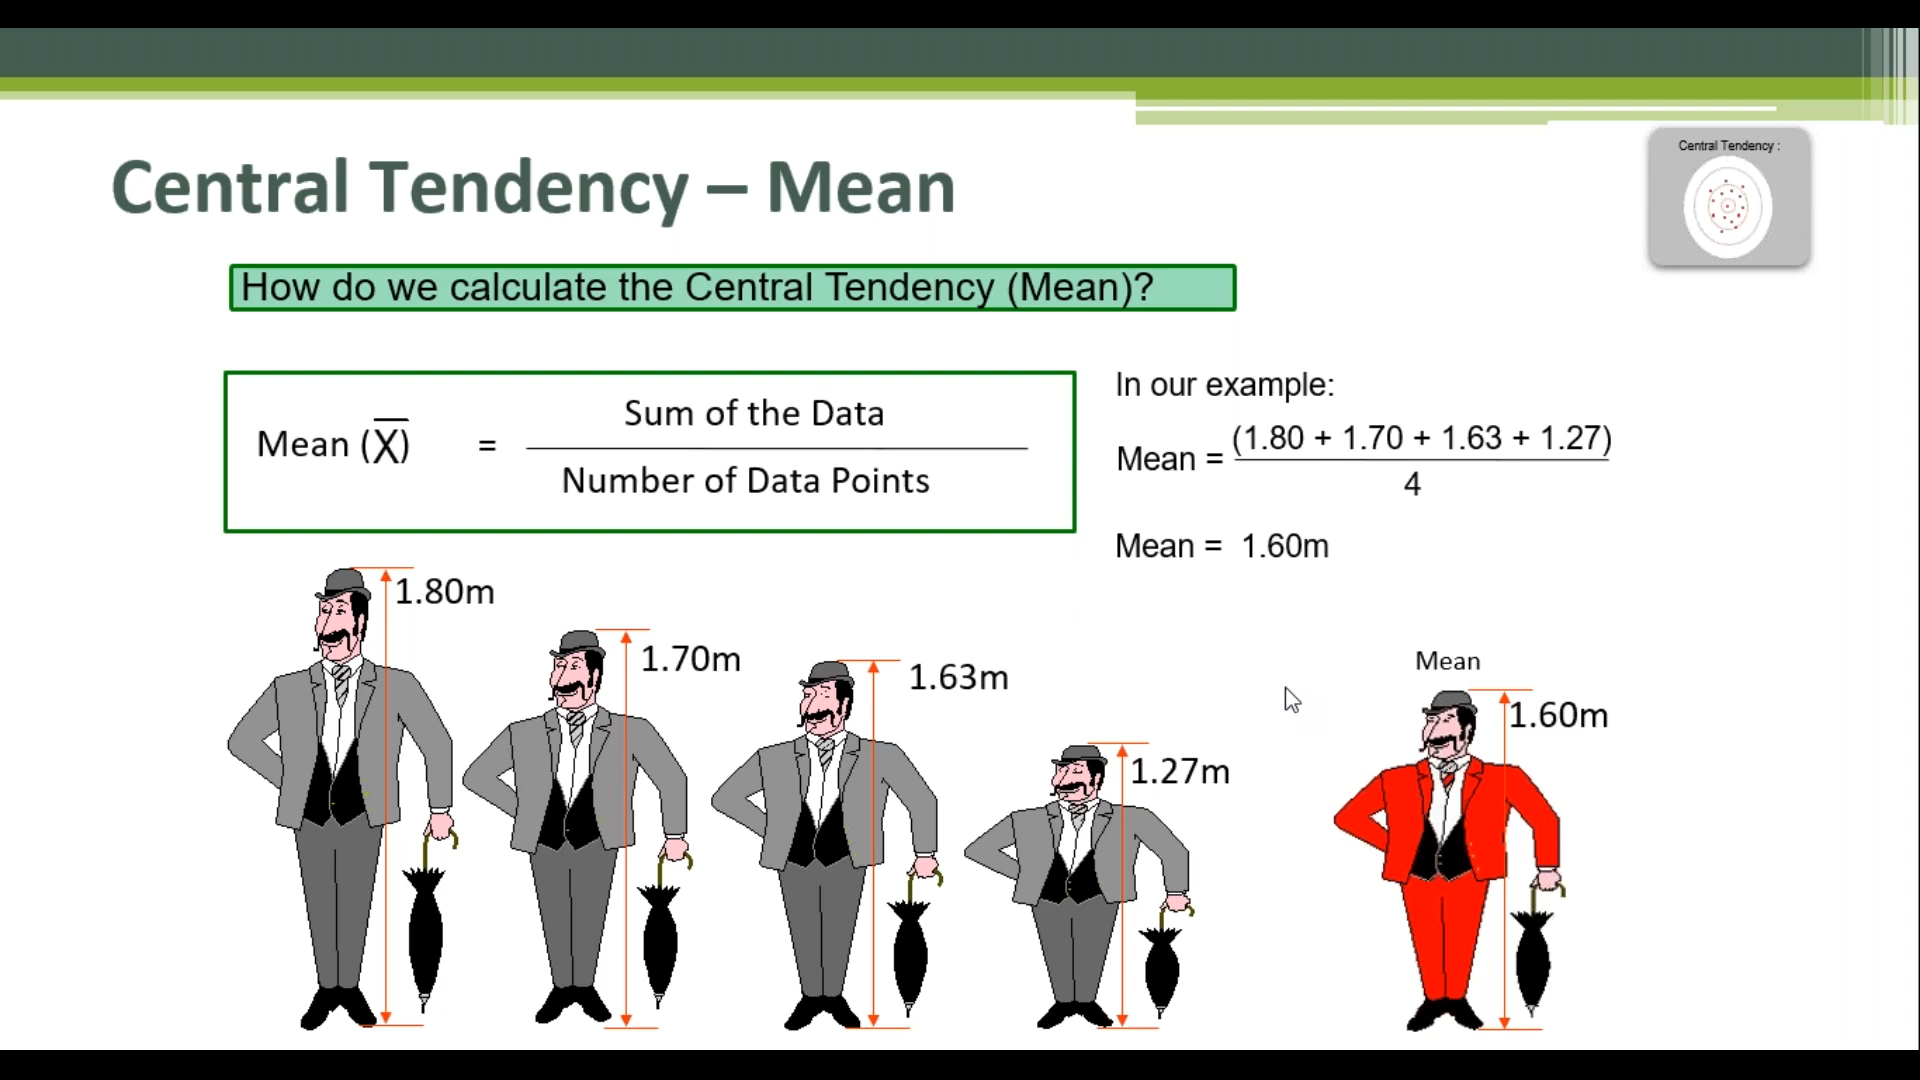 Central Tendency :
Central Tendency – Mean
How do we calculate the Central Tendency (Mean)?
Mean (X̅) = Sum of the Data
Number of Data Points
In our example:
Mean = (1.80 + 1.70 + 1.63 + 1.27)
4
Mean = 1.60m
1.80m
1.70m
1.63m
1.27m
Mean
1.60m